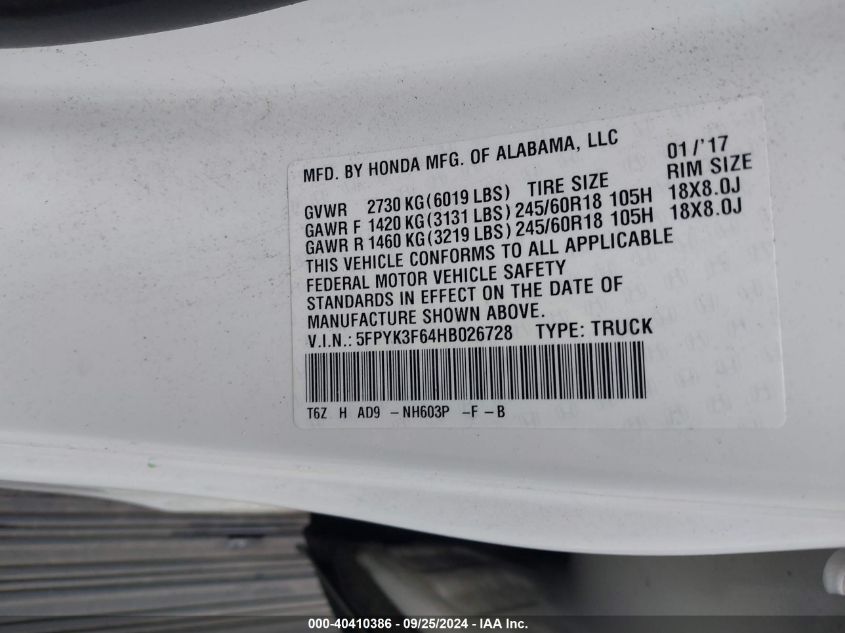 MFD. BY HONDA MFG. OF ALABAMA, LLC 01/'17
GVWR 2730 KG (6019 LBS) TIRE SIZE RIM SIZE
GAWR F 1420 KG (3131 LBS) 245/60R18 105H 18X8.0J
GAWR R 1460 KG (3219 LBS) 245/60R18 105H 18X8.0J
THIS VEHICLE CONFORMS TO ALL APPLICABLE
FEDERAL MOTOR VEHICLE SAFETY
STANDARDS IN EFFECT ON THE DATE OF
MANUFACTURE SHOWN ABOVE.
V.I.N.: 5FPYK3F64HB026728 TYPE: TRUCK
T6Z H AD9 -NH603P -F-B
000-40410386 - 09/25/2024 - IAA Inc.